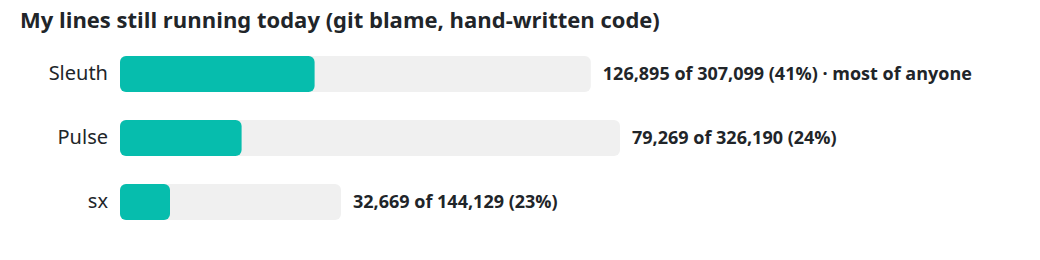 My lines still running today (git blame, hand-written code)
Sleuth 126,895 of 307,099 (41%) · most of anyone
Pulse 79,269 of 326,190 (24%)
sx 32,669 of 144,129 (23%)